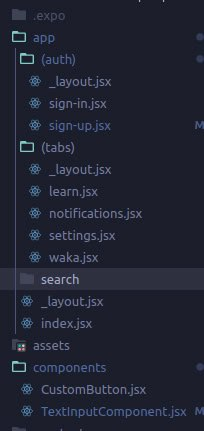 .expo
app
(auth)
_layout.jsx
sign-in.jsx
sign-up.jsx M
(tabs)
_layout.jsx
learn.jsx
notifications.jsx
settings.jsx
waka.jsx
search
_layout.jsx
index.jsx
assets
components
CustomButton.jsx
TextInputComponent.jsx M